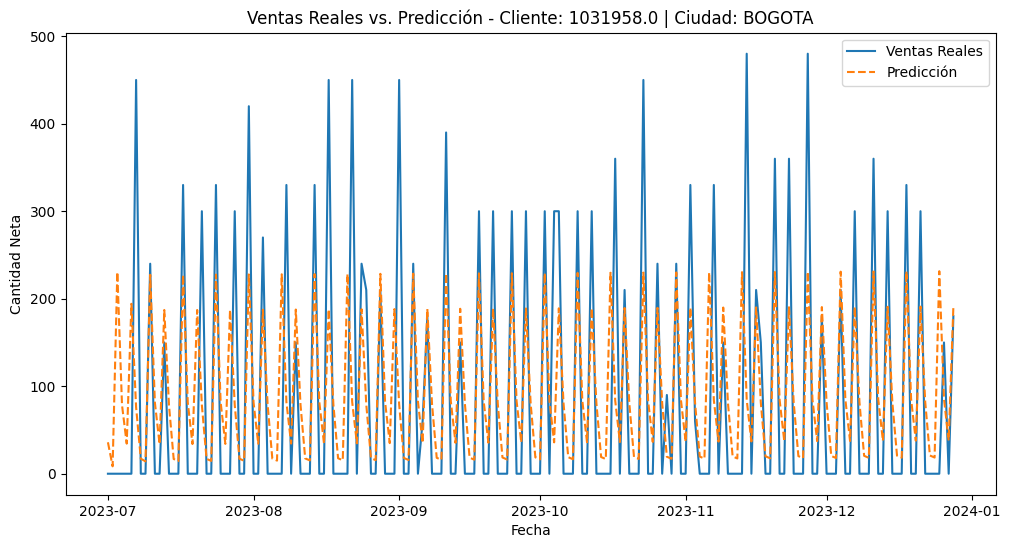 Ventas Reales vs. Predicción - Cliente: 1031958.0 | Ciudad: BOGOTA
Ventas Reales
Predicción
Cantidad Neta
500
400
300
200
100
0
2023-07 2023-08 2023-09 2023-10 2023-11 2023-12 2024-01
Fecha